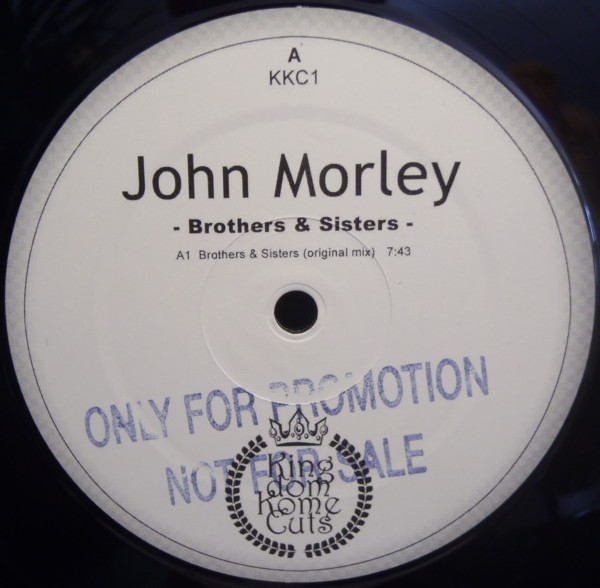 A
KKC1
John Morley
- Brothers & Sisters -
A1 Brothers & Sisters (original mix) 7:43
ONLY FOR PROMOTION
NOT FOR SALE
King
dom
Kome
Cuts